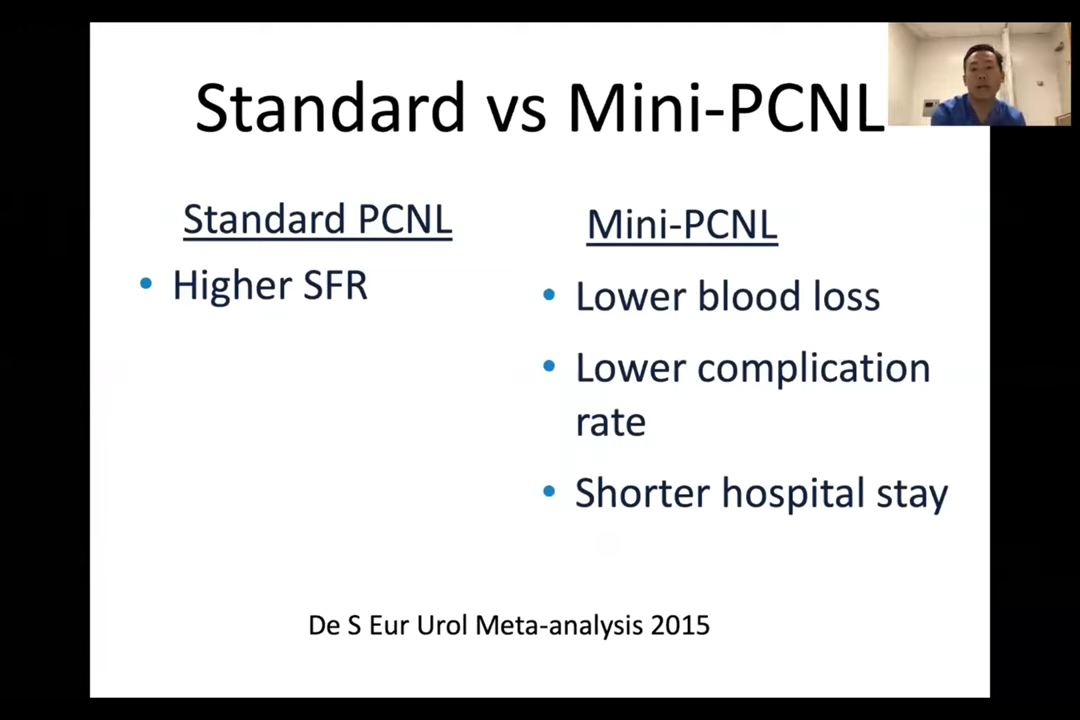 Standard vs Mini-PCNL
Standard PCNL
• Higher SFR
Mini-PCNL
• Lower blood loss
• Lower complication
rate
• Shorter hospital stay
De S Eur Urol Meta-analysis 2015